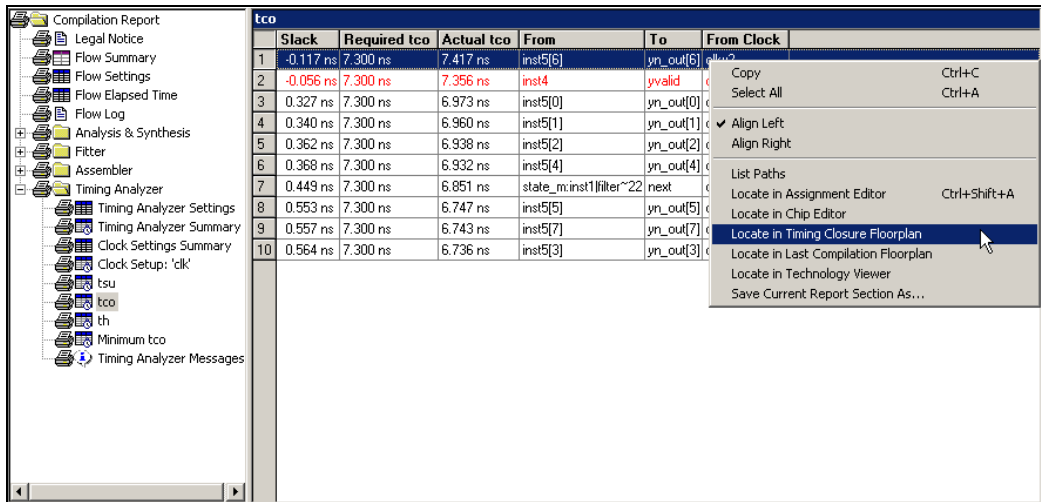 Compilation Report
Legal Notice
Flow Summary
Flow Settings
Flow Elapsed Time
Flow Log
Analysis & Synthesis
Fitter
Assembler
Timing Analyzer
Timing Analyzer Settings
Timing Analyzer Summary
Clock Settings Summary
Clock Setup: 'clk'
tsu
tco
th
Minimum tco
Timing Analyzer Messages
tco
Slack Required tco Actual tco From To From Clock
1 -0.117 ns 7.300 ns 7.417 ns inst5[6] yn_out[6]
2 -0.056 ns 7.300 ns 7.356 ns inst4 yvalid
3 0.327 ns 7.300 ns 6.973 ns inst5[0] yn_out[0]
4 0.340 ns 7.300 ns 6.960 ns inst5[1] yn_out[1]
5 0.362 ns 7.300 ns 6.938 ns inst5[2] yn_out[2]
6 0.368 ns 7.300 ns 6.932 ns inst5[4] yn_out[4]
7 0.449 ns 7.300 ns 6.851 ns state_m:inst1|filter~22 next
8 0.553 ns 7.300 ns 6.747 ns inst5[5] yn_out[5]
9 0.557 ns 7.300 ns 6.743 ns inst5[7] yn_out[7]
10 0.564 ns 7.300 ns 6.736 ns inst5[3] yn_out[3]
Copy Ctrl+C
Select All Ctrl+A
Align Left
Align Right
List Paths
Locate in Assignment Editor Ctrl+Shift+A
Locate in Chip Editor
Locate in Timing Closure Floorplan
Locate in Last Compilation Floorplan
Locate in Technology Viewer
Save Current Report Section As...